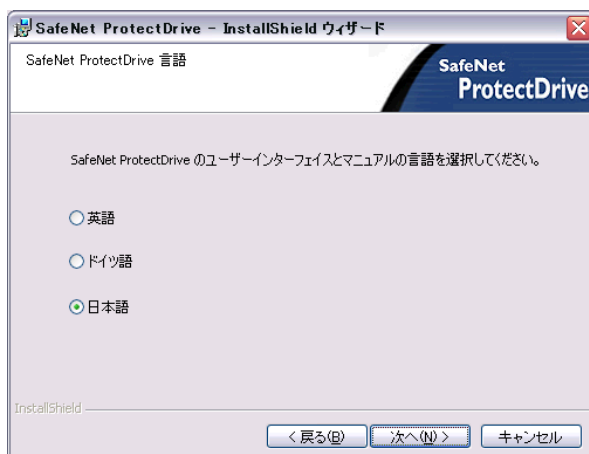 SafeNet ProtectDrive - InstallShield ウィザード
SafeNet ProtectDrive 言語
SafeNet
ProtectDrive
SafeNet ProtectDrive のユーザーインターフェイスとマニュアルの言語を選択してください。
英語
ドイツ語
日本語
InstallShield
< 戻る(B)
次へ(N) >
キャンセル